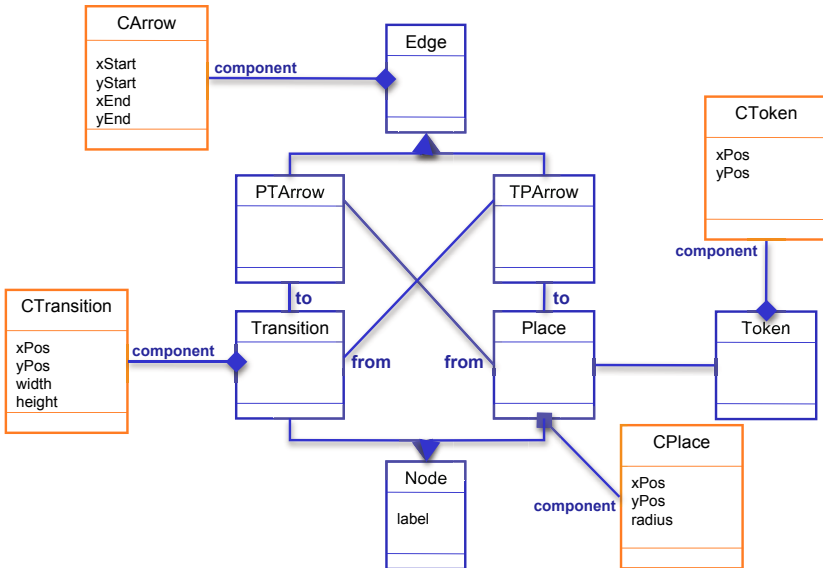 CArrow
xStart
yStart
xEnd
yEnd
component
Edge
CToken
xPos
yPos
component
PTArrow
TPArrow
to
to
CTransition
xPos
yPos
width
height
component
Transition
from
from
Place
Token
Node
label
component
CPlace
xPos
yPos
radius